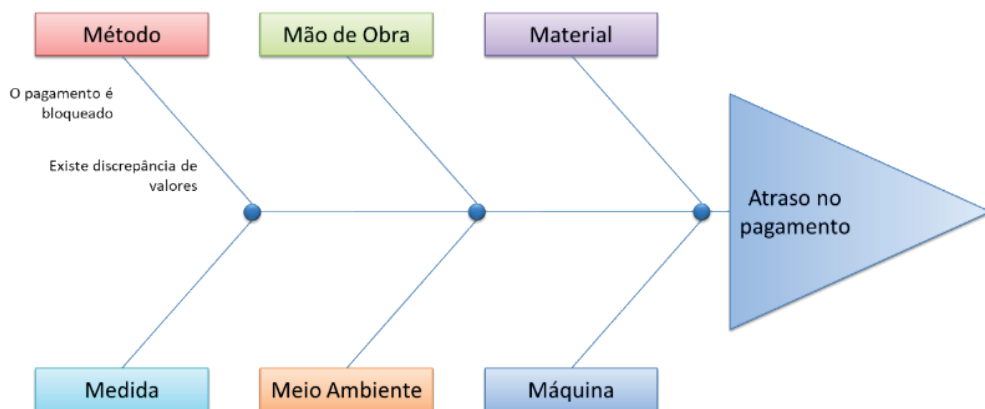 Método
Mão de Obra
Material
O pagamento é
bloqueado
Existe discrepância de
valores
Atraso no
pagamento
Medida
Meio Ambiente
Máquina